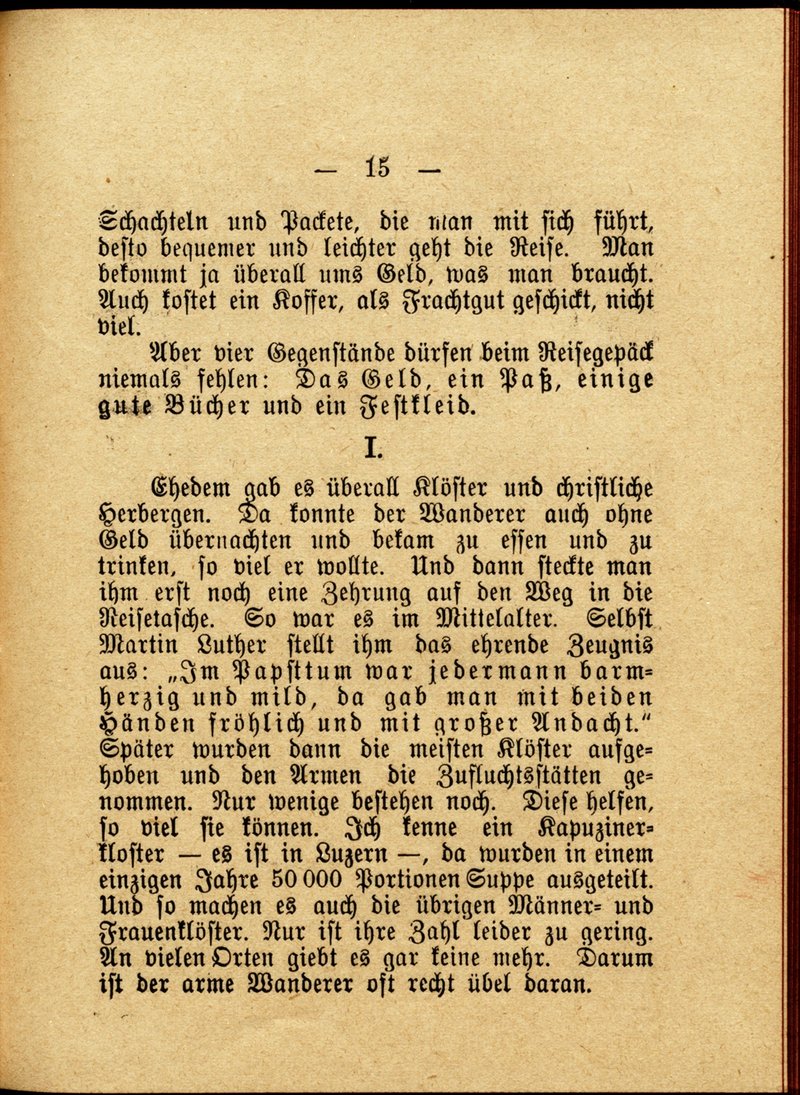 — 15 —
Schachteln und Packete, die man mit sich führt,
desto bequemer und leichter geht die Reise. Man
bekommt ja überall ums Geld, was man braucht.
Auch kostet ein Koffer, als Frachtgut geschickt, nicht
viel.
Aber vier Gegenstände dürfen beim Reisegepäck
niemals fehlen: Das Geld, ein Paß, einige
gute Bücher und ein Festkleid.
I.
Ehedem gab es überall Klöster und christliche
Herbergen. Da konnte der Wanderer auch ohne
Geld übernachten und bekam zu essen und zu
trinken, so viel er wollte. Und dann steckte man
ihm erst noch eine Zehrung auf den Weg in die
Reisetasche. So war es im Mittelalter. Selbst
Martin Luther stellt ihm das ehrende Zeugnis
aus: „Im Papsttum war jedermann barm=
herzig und mild, da gab man mit beiden
Händen fröhlich und mit großer Andacht."
Später wurden dann die meisten Klöster aufge=
hoben und den Armen die Zufluchtsstätten ge=
nommen. Nur wenige bestehen noch. Diese helfen,
so viel sie können. Ich kenne ein Kapuziner=
kloster — es ist in Luzern —, da wurden in einem
einzigen Jahre 50 000 Portionen Suppe ausgeteilt.
Und so machen es auch die übrigen Männer= und
Frauenklöster. Nur ist ihre Zahl leider zu gering.
An vielen Orten giebt es gar keine mehr. Darum
ist der arme Wanderer oft recht übel daran.